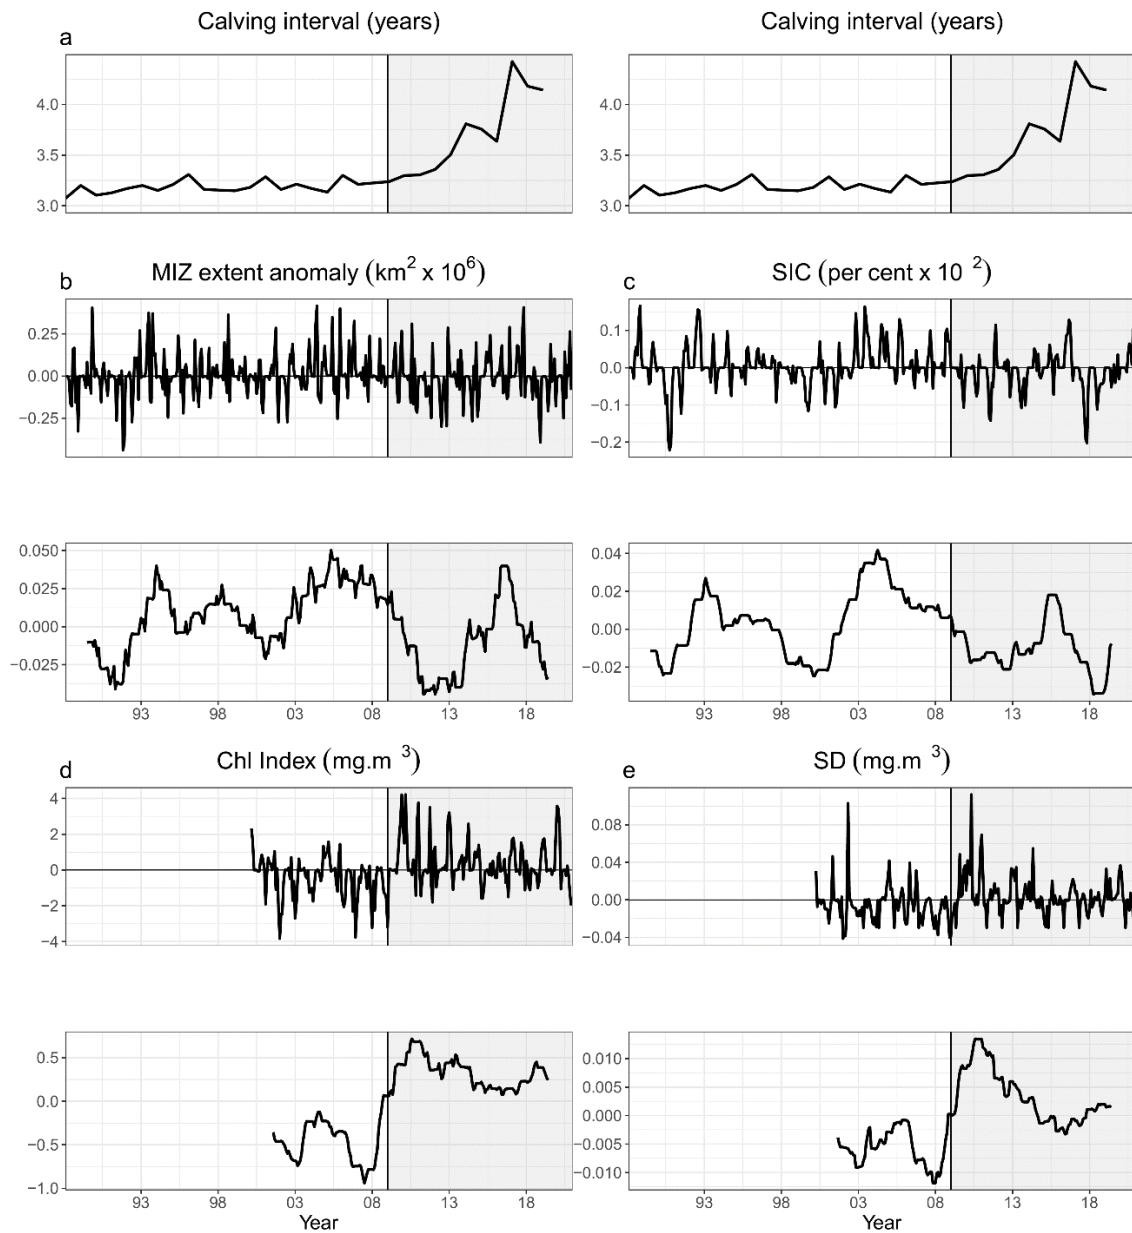 Calving interval (years)
Calving interval (years)
a
4.0
3.5
3.0
4.0
3.5
3.0
b
MIZ extent anomaly (km² x 10⁶)
c
SIC (per cent x 10 ²)
0.25
0.00
−0.25
0.1
0.0
−0.1
−0.2
0.050
0.025
0.000
−0.025
93 98 03 08 13 18
0.04
0.02
0.00
−0.02
93 98 03 08 13 18
d
Chl Index (mg.m ³)
e
SD (mg.m ³)
4
2
0
−2
−4
0.08
0.04
0.00
−0.04
0.5
0.0
−0.5
−1.0
93 98 03 08 13 18
Year
0.010
0.005
0.000
−0.005
−0.010
93 98 03 08 13 18
Year